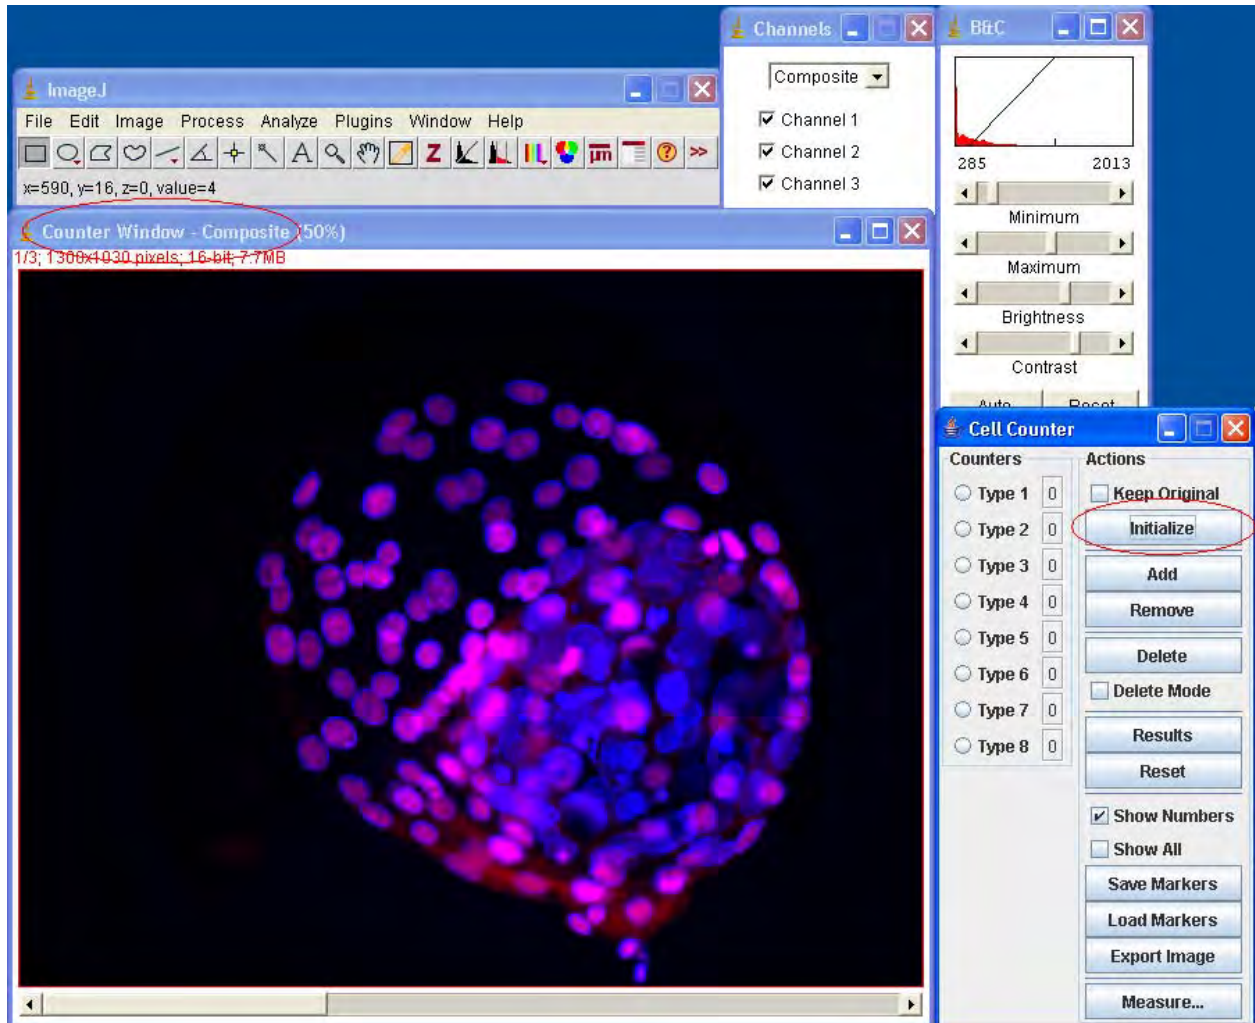 Channels
Composite
Channel 1
Channel 2
Channel 3
B&C
285 2013
Minimum
Maximum
Brightness
Contrast
Auto Reset
ImageJ
File Edit Image Process Analyze Plugins Window Help
x=590, y=16, z=0, value=4
Counter Window - Composite (50%)
1/3; 1300x1030 pixels; 16-bit; 7.7MB
Cell Counter
Counters
Type 1 0
Type 2 0
Type 3 0
Type 4 0
Type 5 0
Type 6 0
Type 7 0
Type 8 0
Actions
Keep Original
Initialize
Add
Remove
Delete
Delete Mode
Results
Reset
Show Numbers
Show All
Save Markers
Load Markers
Export Image
Measure...